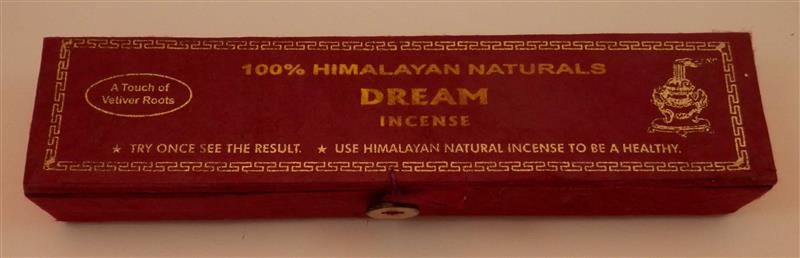 100% HIMALAYAN NATURALS
A Touch of
Vetiver Roots
DREAM
INCENSE
★ TRY ONCE SEE THE RESULT. ★ USE HIMALAYAN NATURAL INCENSE TO BE A HEALTHY.